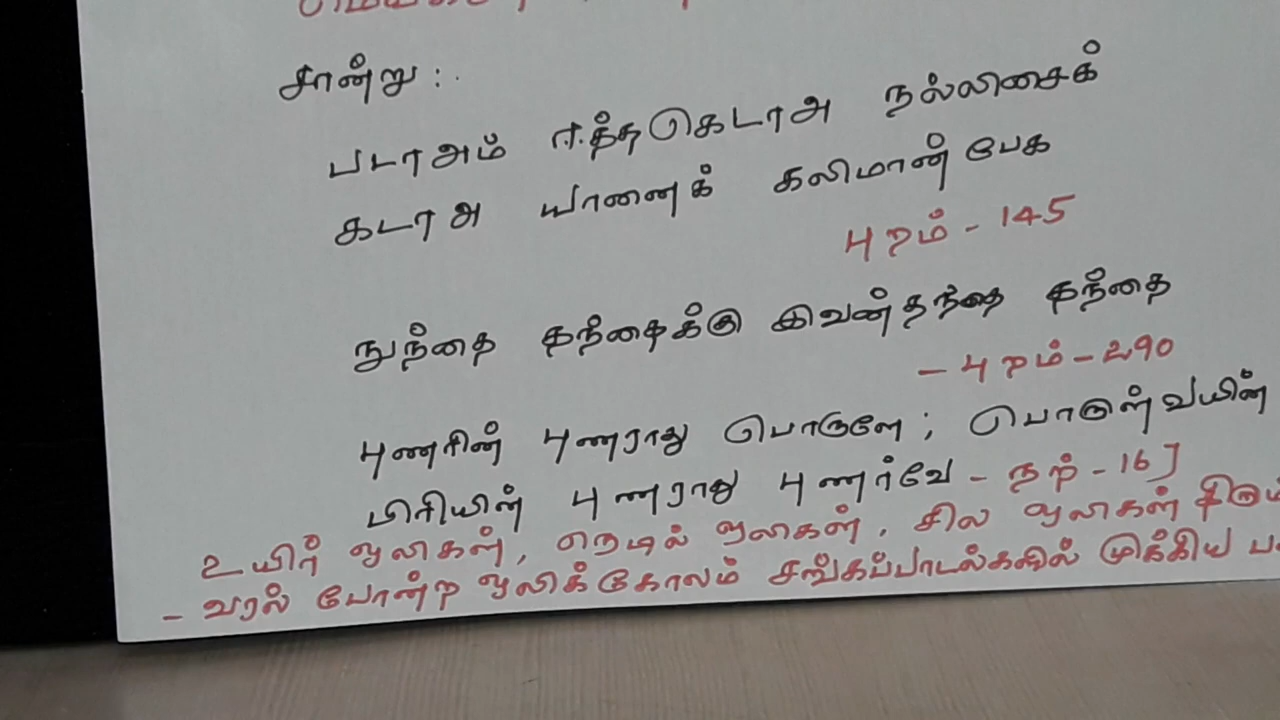 சான்று :.
படாஅம் ஈத்த கெடாஅ நல்லிசைக்
கடாஅ யானைக் கலிமான் பேக
புறம் - 145
நுந்தை தந்தைக்கு இவன்தந்தை தந்தை
- புறம் - 290
புணரின் புணராது பொருளே ; பொருள்வயின்
பிரியின் புணராது புணர்வே - நற் - 16]
உயிர் ஒலிகள், நெடில் ஒலிகள், சில ஒலிகள்
- வரல் போன்ற ஒலிக்கோலம் சங்கப்பாடல்களில் முக்கிய